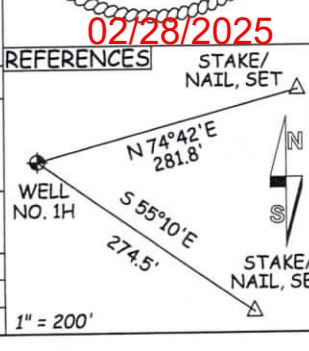 02/28/2025
REFERENCES
STAKE/
NAIL, SET
N 74°42'E
281.8'
N
WELL
NO. 1H
S 55°10'E
274.5'
S
STAKE/
NAIL, SE
1" = 200'